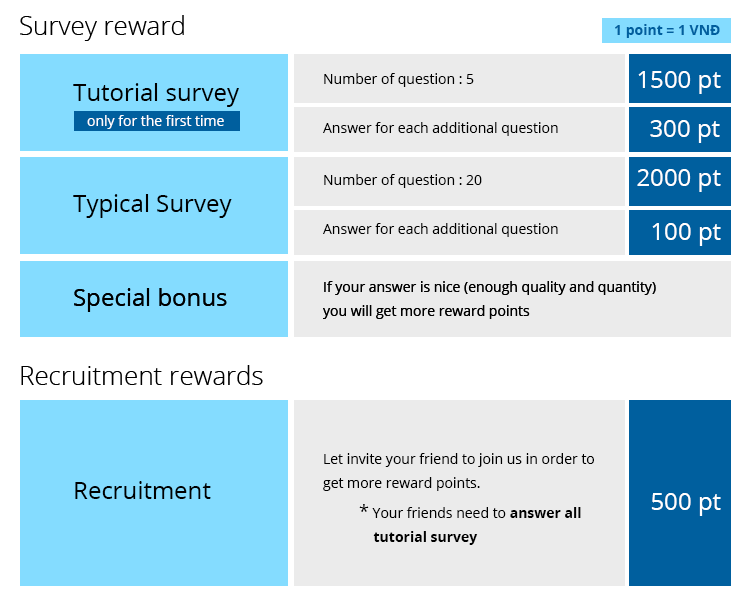 Survey reward
1 point = 1 VNĐ
Tutorial survey
only for the first time
Number of question : 5
1500 pt
Answer for each additional question
300 pt
Typical Survey
Number of question : 20
2000 pt
Answer for each additional question
100 pt
Special bonus
If your answer is nice (enough quality and quantity)
you will get more reward points
Recruitment rewards
Recruitment
Let invite your friend to join us in order to
get more reward points.
* Your friends need to answer all
tutorial survey
500 pt